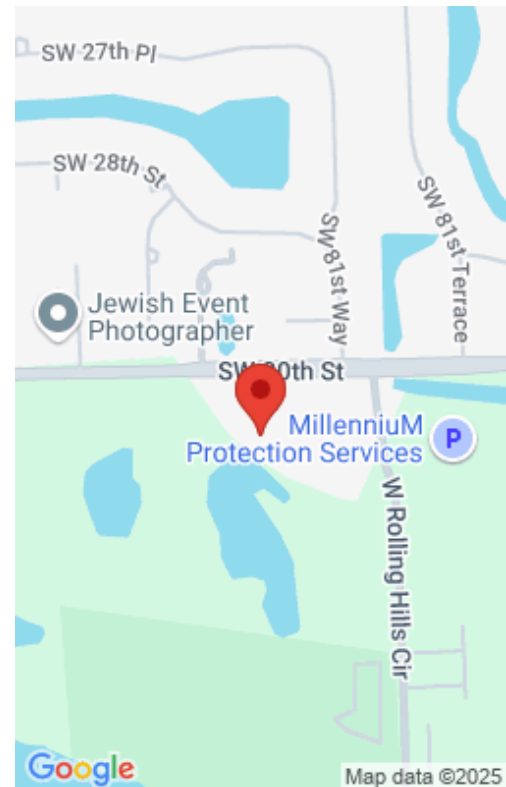 SW 27th Pl
SW 28th St
SW 81st Way
SW 81st Terrace
Jewish Event
Photographer
SW 0th St
MillenniuM
Protection Services
P
W Rolling Hills Cir
Google
Map data ©2025